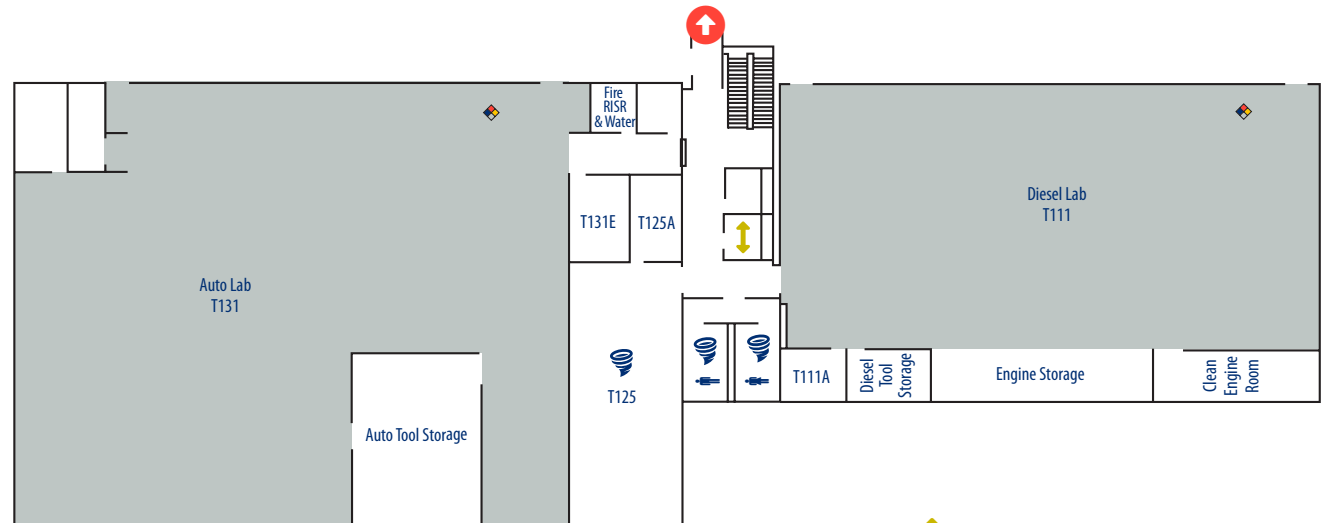 Fire
RISR
& Water
Diesel Lab
T111
T131E
T125A
Auto Lab
T131
T125
T111A
Diesel
Tool
Storage
Engine Storage
Clean
Engine
Room
Auto Tool Storage